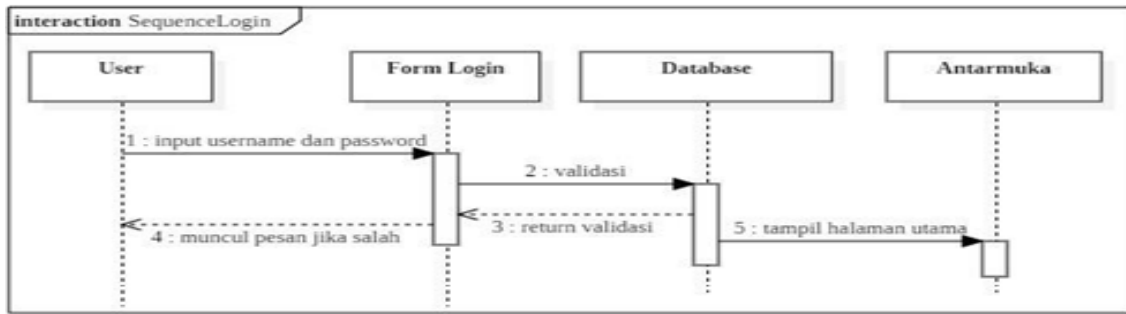 interaction SequenceLogin
User
Form Login
Database
Antarmuka
1 : input username dan password
2 : validasi
3 : return validasi
4 : muncul pesan jika salah
5 : tampil halaman utama